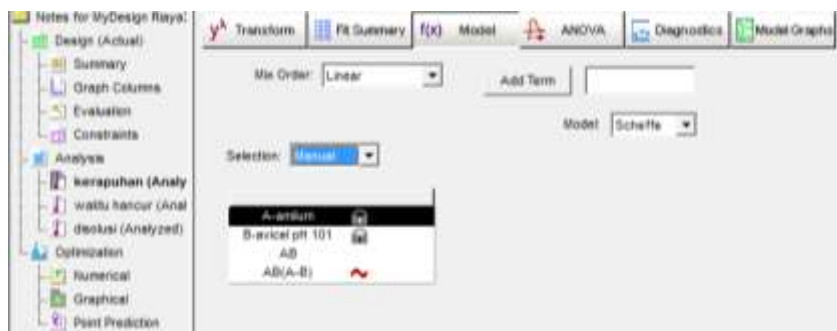 Notes for MyDesign Riaya
Design (Actual)
Summary
Graph Columns
Evaluation
Constraints
Analysis
kerapuhan (Analy
waktu hancur (Anal
disolusi (Analyzed)
Optimization
Numerical
Graphical
Point Prediction
yλ Transform
Fit Summary
f(x) Model
ANOVA
Diagnostics
Model Graphs
Mix Order: Linear
Add Term
Model: Scheffe
Selection: Manual
A-amilum
B-avicel pH 101
AB
AB(A-B)